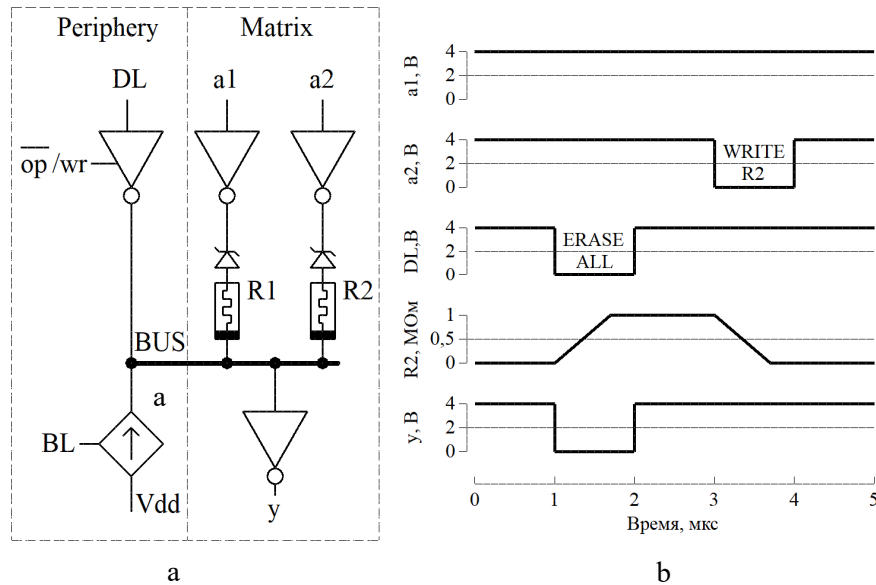 Periphery
Matrix
DL
a1
a2
op/wr
R1
R2
BUS
a
BL
Vdd
y
a
a1, В
4
2
0
a2, В
4
2
0
WRITE
R2
DL,В
4
2
0
ERASE
ALL
R2, МОм
1
0,5
0
y, В
4
2
0
0
1
2
3
4
5
Время, мкс
b